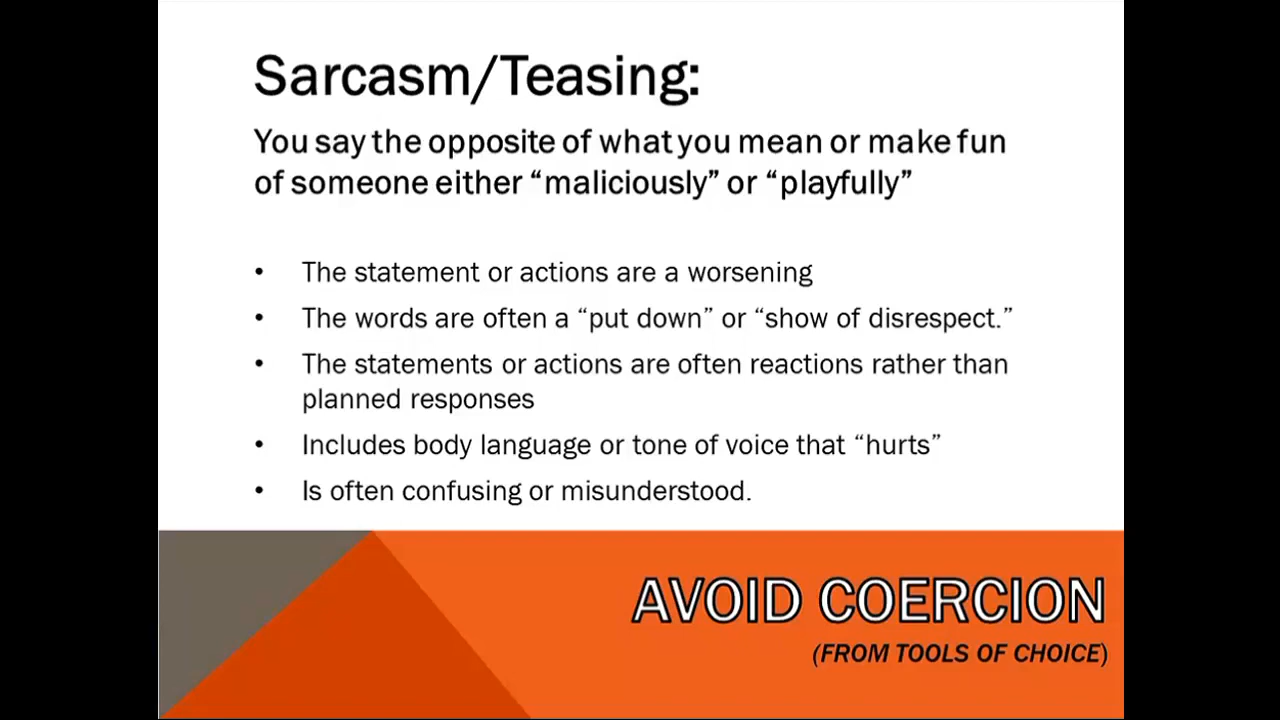 Sarcasm/Teasing:
You say the opposite of what you mean or make fun
of someone either “maliciously” or “playfully”
• The statement or actions are a worsening
• The words are often a “put down” or “show of disrespect.”
• The statements or actions are often reactions rather than
planned responses
• Includes body language or tone of voice that “hurts”
• Is often confusing or misunderstood.
AVOID COERCION
(FROM TOOLS OF CHOICE)